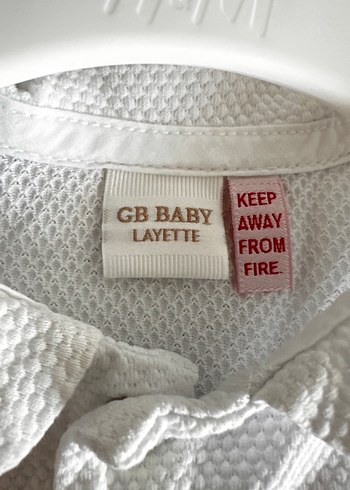 GB BABY
LAYETTE
KEEP
AWAY
FROM
FIRE.